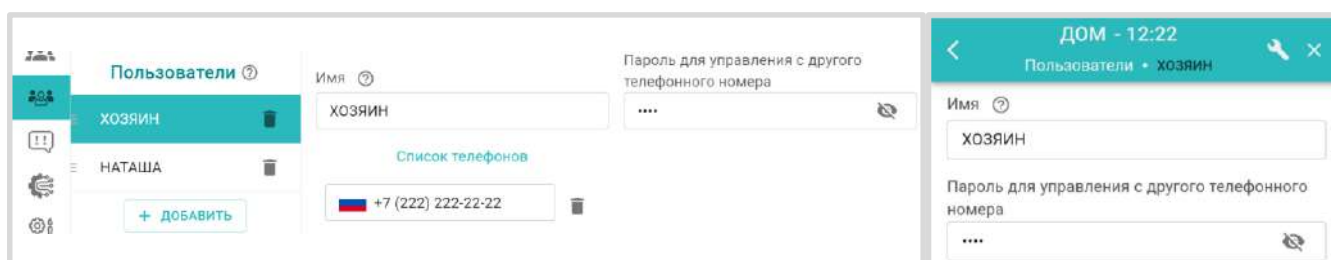 Пользователи ?
ХОЗЯИН
НАТАША
+ ДОБАВИТЬ
Имя ?
ХОЗЯИН
Пароль для управления с другого
телефонного номера
••••
Список телефонов
+7 (222) 222-22-22
ДОМ - 12:22
Пользователи • ХОЗЯИН
Имя ?
ХОЗЯИН
Пароль для управления с другого телефонного
номера
••••